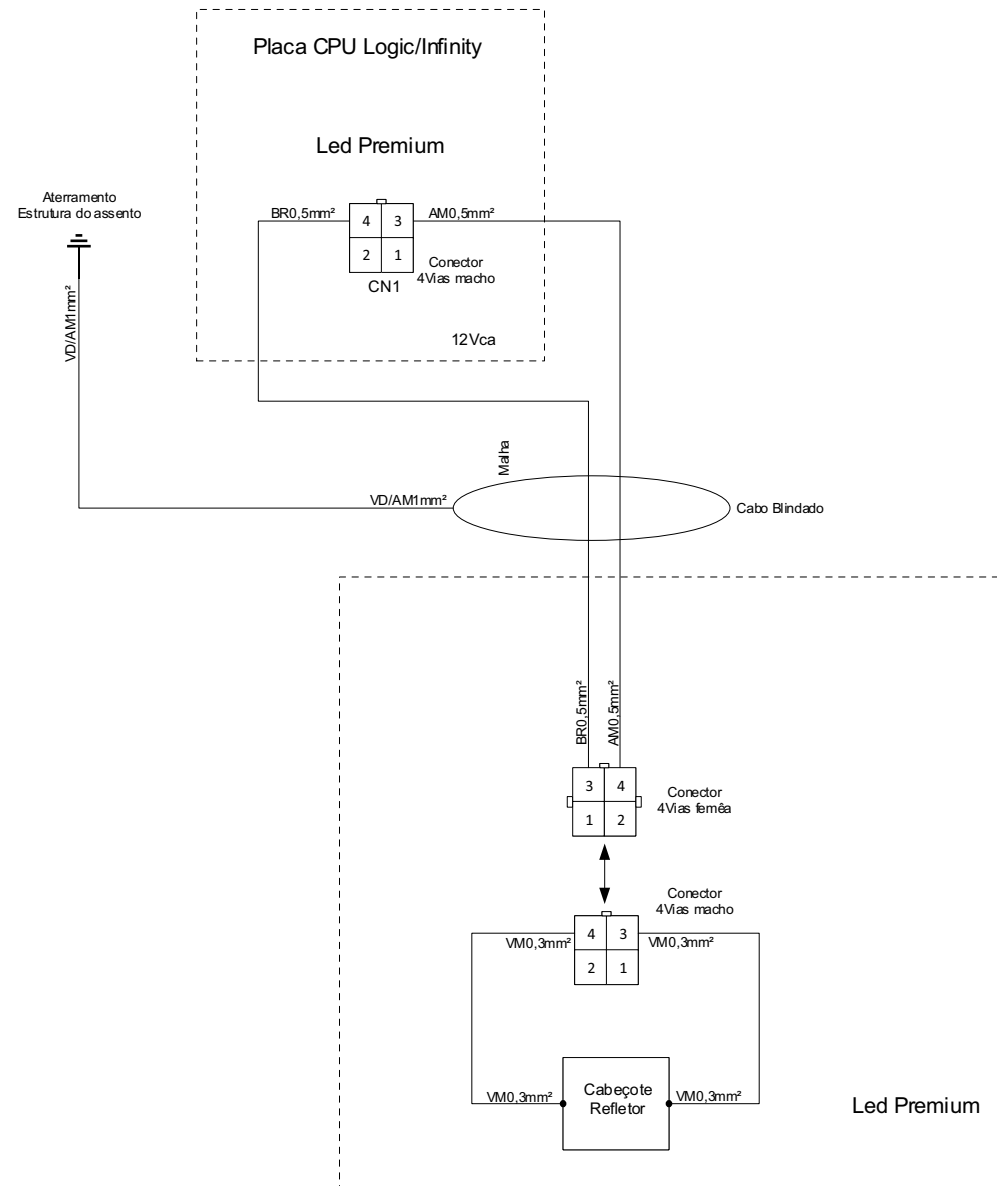 Placa CPU Logic/Infinity
Led Premium
Aterramento
Estrutura do assento
BR0,5mm²
4
3
AM0,5mm²
2
1
Conector
4Vias macho
CN1
12Vca
VD/AM1mm²
Malha
VD/AM1mm²
Cabo Blindado
BR0,5mm²
AM0,5mm²
3
4
1
2
Conector
4Vias femêa
Conector
4Vias macho
VM0,3mm²
4
3
VM0,3mm²
2
1
Cabeçote
Refletor
VM0,3mm²
VM0,3mm²
Led Premium